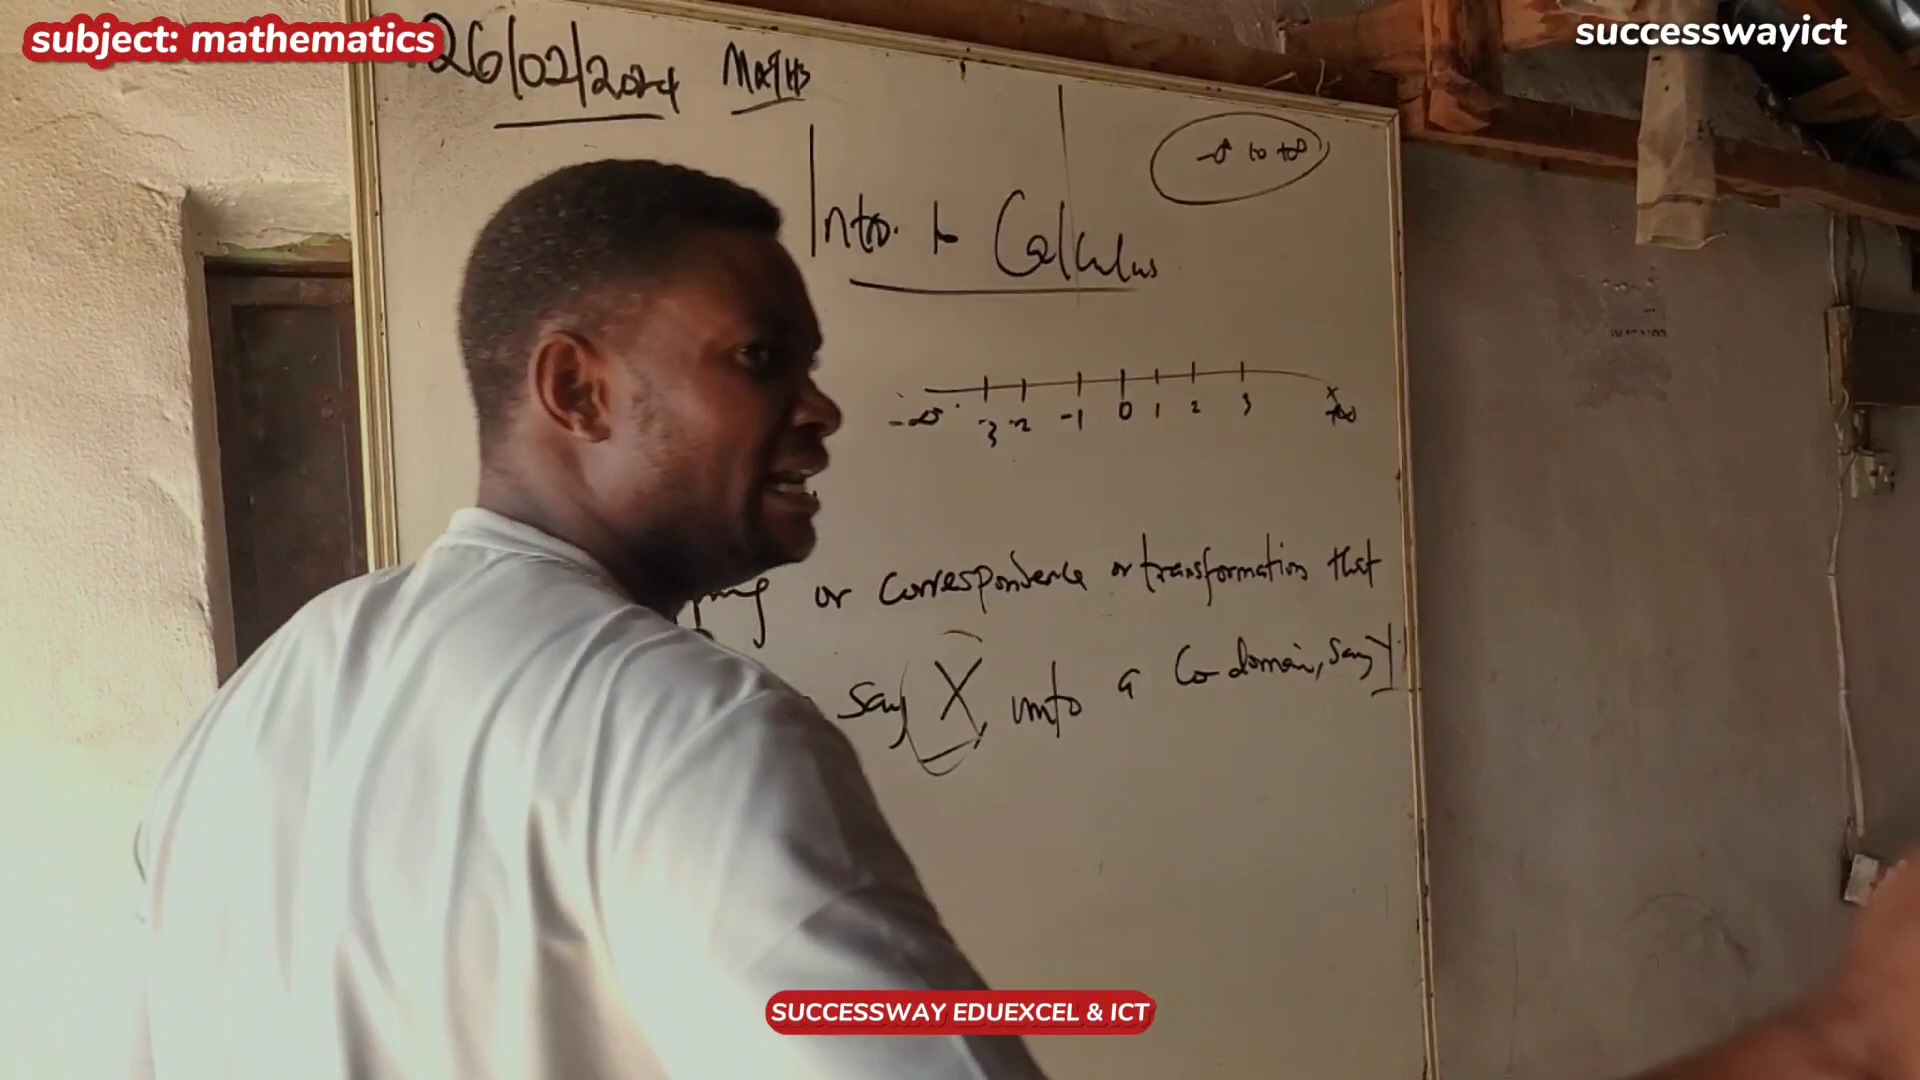 subject: mathematics
successwayict
26/02/2024 Maths
-∞ to +∞
Intro. to Calculus
-∞ -3 -2 -1 0 1 2 3 +∞
or correspondence or transformation that
say X, unto a Co-domain, say Y.
SUCCESSWAY EDUEXCEL & ICT